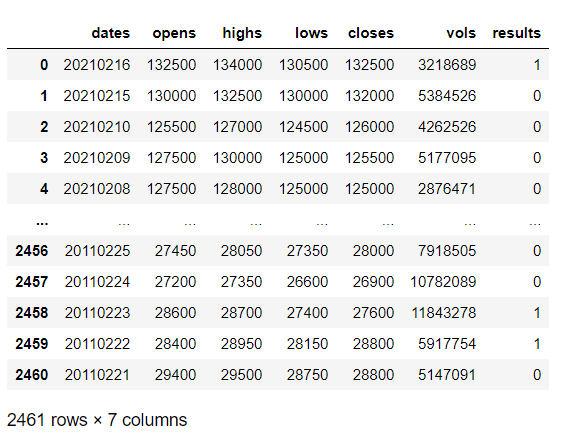 dates opens highs lows closes vols results
0 20210216 132500 134000 130500 132500 3218689 1
1 20210215 130000 132500 130000 132000 5384526 0
2 20210210 125500 127000 124500 126000 4262526 0
3 20210209 127500 130000 125000 125500 5177095 0
4 20210208 127500 128000 125000 125000 2876471 0
... ... ... ... ... ... ... ...
2456 20110225 27450 28050 27350 28000 7918505 0
2457 20110224 27200 27350 26600 26900 10782089 0
2458 20110223 28600 28700 27400 27600 11843278 1
2459 20110222 28400 28950 28150 28800 5917754 1
2460 20110221 29400 29500 28750 28800 5147091 0
2461 rows × 7 columns